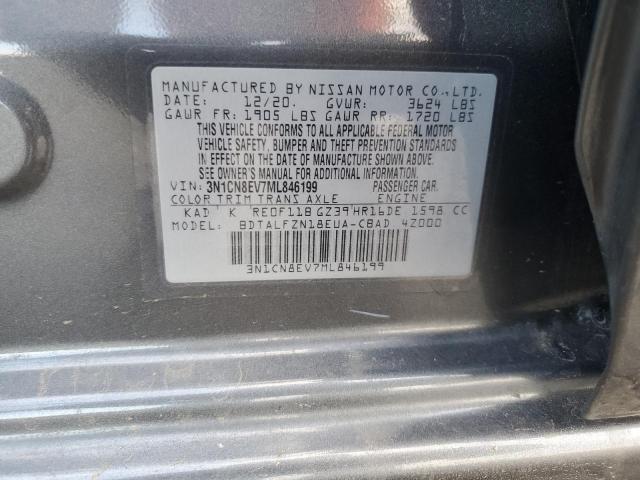 MANUFACTURED BY NISSAN MOTOR CO.,LTD.
DATE: 12/20. GVWR: 3624 LBS
GAWR FR: 1905 LBS GAWR RR: 1720 LBS
THIS VEHICLE CONFORMS TO ALL APPLICABLE FEDERAL MOTOR
VEHICLE SAFETY, BUMPER AND THEFT PREVENTION STANDARDS
IN EFFECT ON THE DATE OF MANUFACTURE SHOWN ABOVE.
SEE OWNER'S MANUAL FOR MORE INFORMATION.
VIN: 3N1CN8EV7ML846199 PASSENGER CAR.
COLOR TRIM TRANS AXLE ENGINE
KAD K RE0F11B GZ39 HR16DE 1598 CC
MODEL: BDTALFZN18EUA-CBAD 4Z000
3N1CN8EV7ML846199